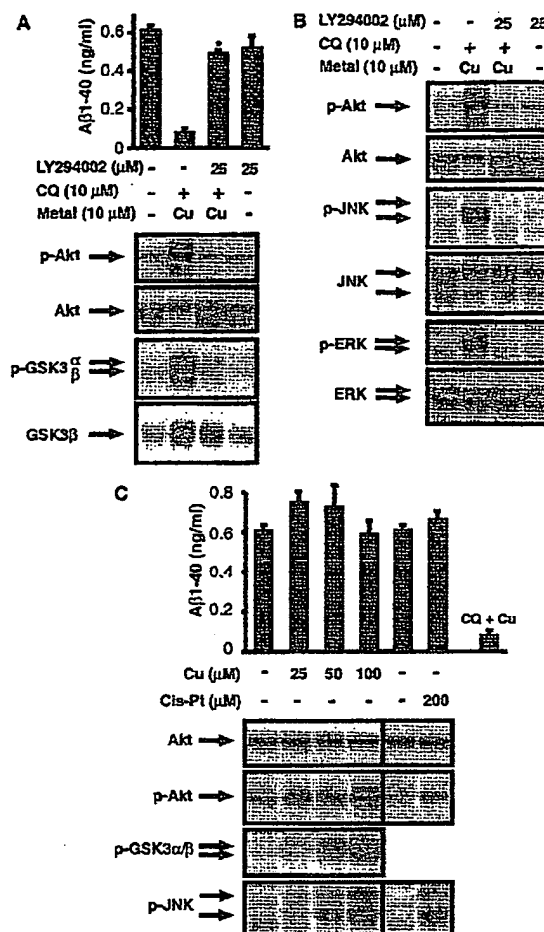 A
Aβ1-40 (ng/ml)
0.6
0.4
0.2
0
*
LY294002 (µM) - - 25 25
CQ (10 µM) - + + -
Metal (10 µM) - Cu Cu -
p-Akt
Akt
p-GSK3 α β
GSK3β
B
LY294002 (µM) - - 25 25
CQ (10 µM) - + + -
Metal (10 µM) - Cu Cu -
p-Akt
Akt
p-JNK
JNK
p-ERK
ERK
C
Aβ1-40 (ng/ml)
0.8
0.6
0.4
0.2
0
CQ + Cu
Cu (µM) - 25 50 100 - -
Cis-Pt (µM) - - - - - 200
Akt
p-Akt
p-GSK3α/β
p-JNK